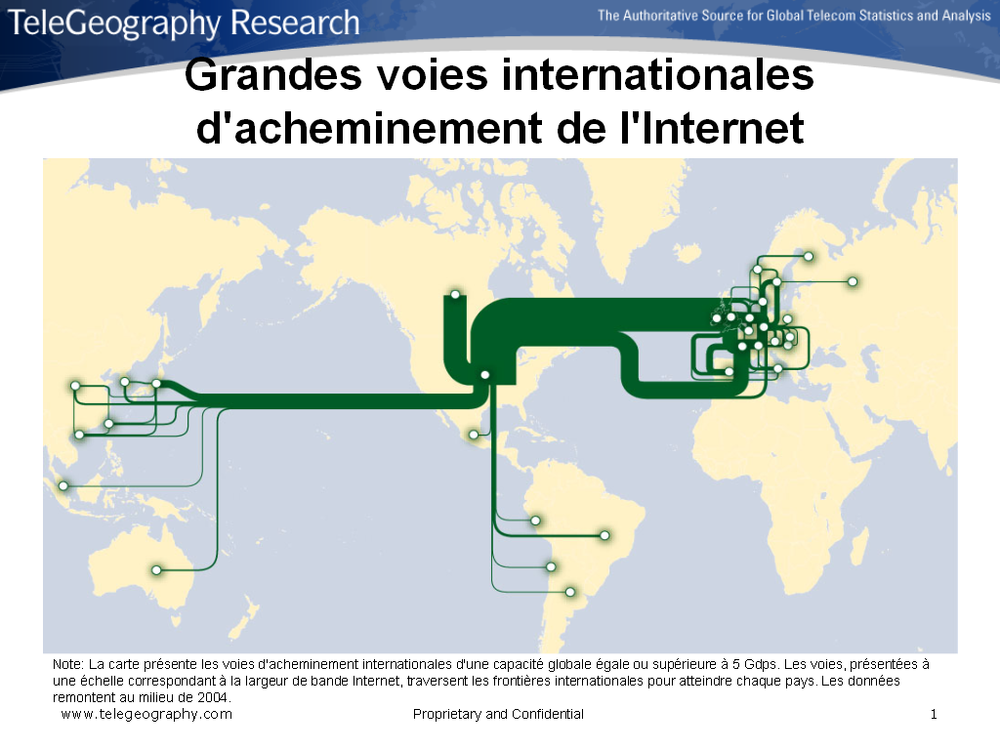 TeleGeography Research
The Authoritative Source for Global Telecom Statistics and Analysis
Grandes voies internationales
d'acheminement de l'Internet
Note: La carte présente les voies d'acheminement internationales d'une capacité globale égale ou supérieure à 5 Gdps. Les voies, présentées à
une échelle correspondant à la largeur de bande Internet, traversent les frontières internationales pour atteindre chaque pays. Les données
remontent au milieu de 2004.
www.telegeography.com
Proprietary and Confidential
1